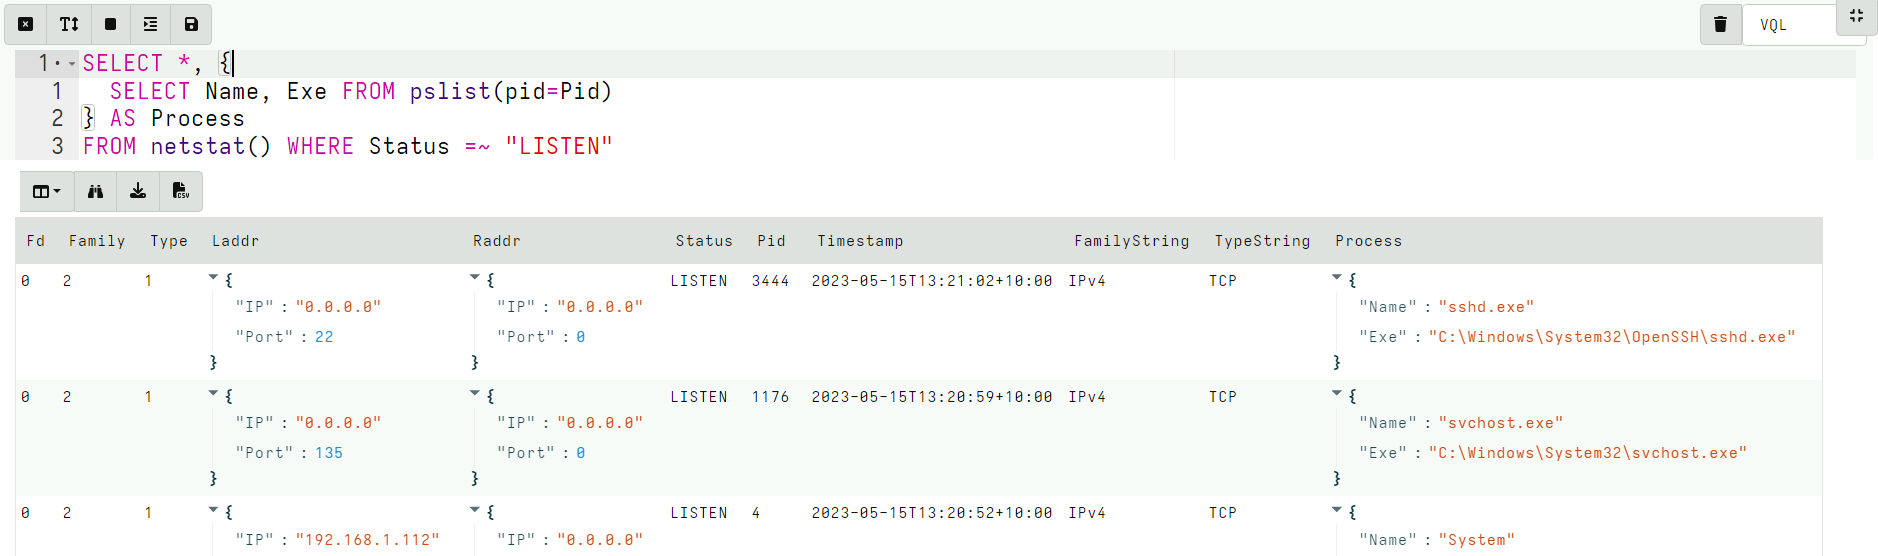 VQL
1 SELECT *, {
1 SELECT Name, Exe FROM pslist(pid=Pid)
2 } AS Process
3 FROM netstat() WHERE Status =~ "LISTEN"
CSV
Fd Family Type Laddr Raddr Status Pid Timestamp FamilyString TypeString Process
0 2 1 { { LISTEN 3444 2023-05-15T13:21:02+10:00 IPv4 TCP {
"IP" : "0.0.0.0" "IP" : "0.0.0.0" "Name" : "sshd.exe"
"Port" : 22 "Port" : 0 "Exe" : "C:\Windows\System32\OpenSSH\sshd.exe"
} } }
0 2 1 { { LISTEN 1176 2023-05-15T13:20:59+10:00 IPv4 TCP {
"IP" : "0.0.0.0" "IP" : "0.0.0.0" "Name" : "svchost.exe"
"Port" : 135 "Port" : 0 "Exe" : "C:\Windows\System32\svchost.exe"
} } }
0 2 1 { { LISTEN 4 2023-05-15T13:20:52+10:00 IPv4 TCP {
"IP" : "192.168.1.112" "IP" : "0.0.0.0" "Name" : "System"